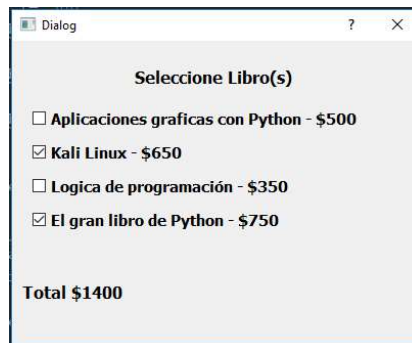 Dialog ?
Seleccione Libro(s)
Aplicaciones graficas con Python - $500
Kali Linux - $650
Logica de programación - $350
El gran libro de Python - $750
Total $1400